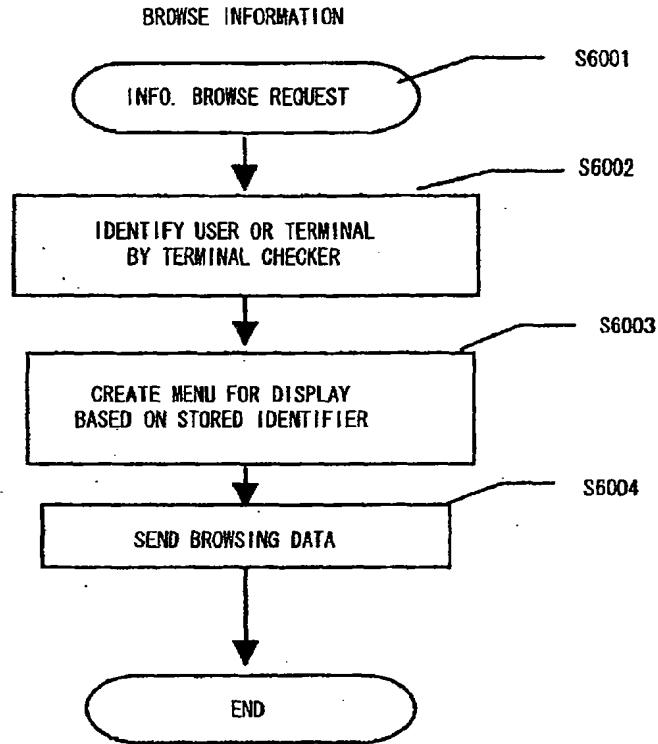 BROWSE INFORMATION
S6001
INFO. BROWSE REQUEST
S6002
IDENTIFY USER OR TERMINAL
BY TERMINAL CHECKER
S6003
CREATE MENU FOR DISPLAY
BASED ON STORED IDENTIFIER
S6004
SEND BROWSING DATA
END